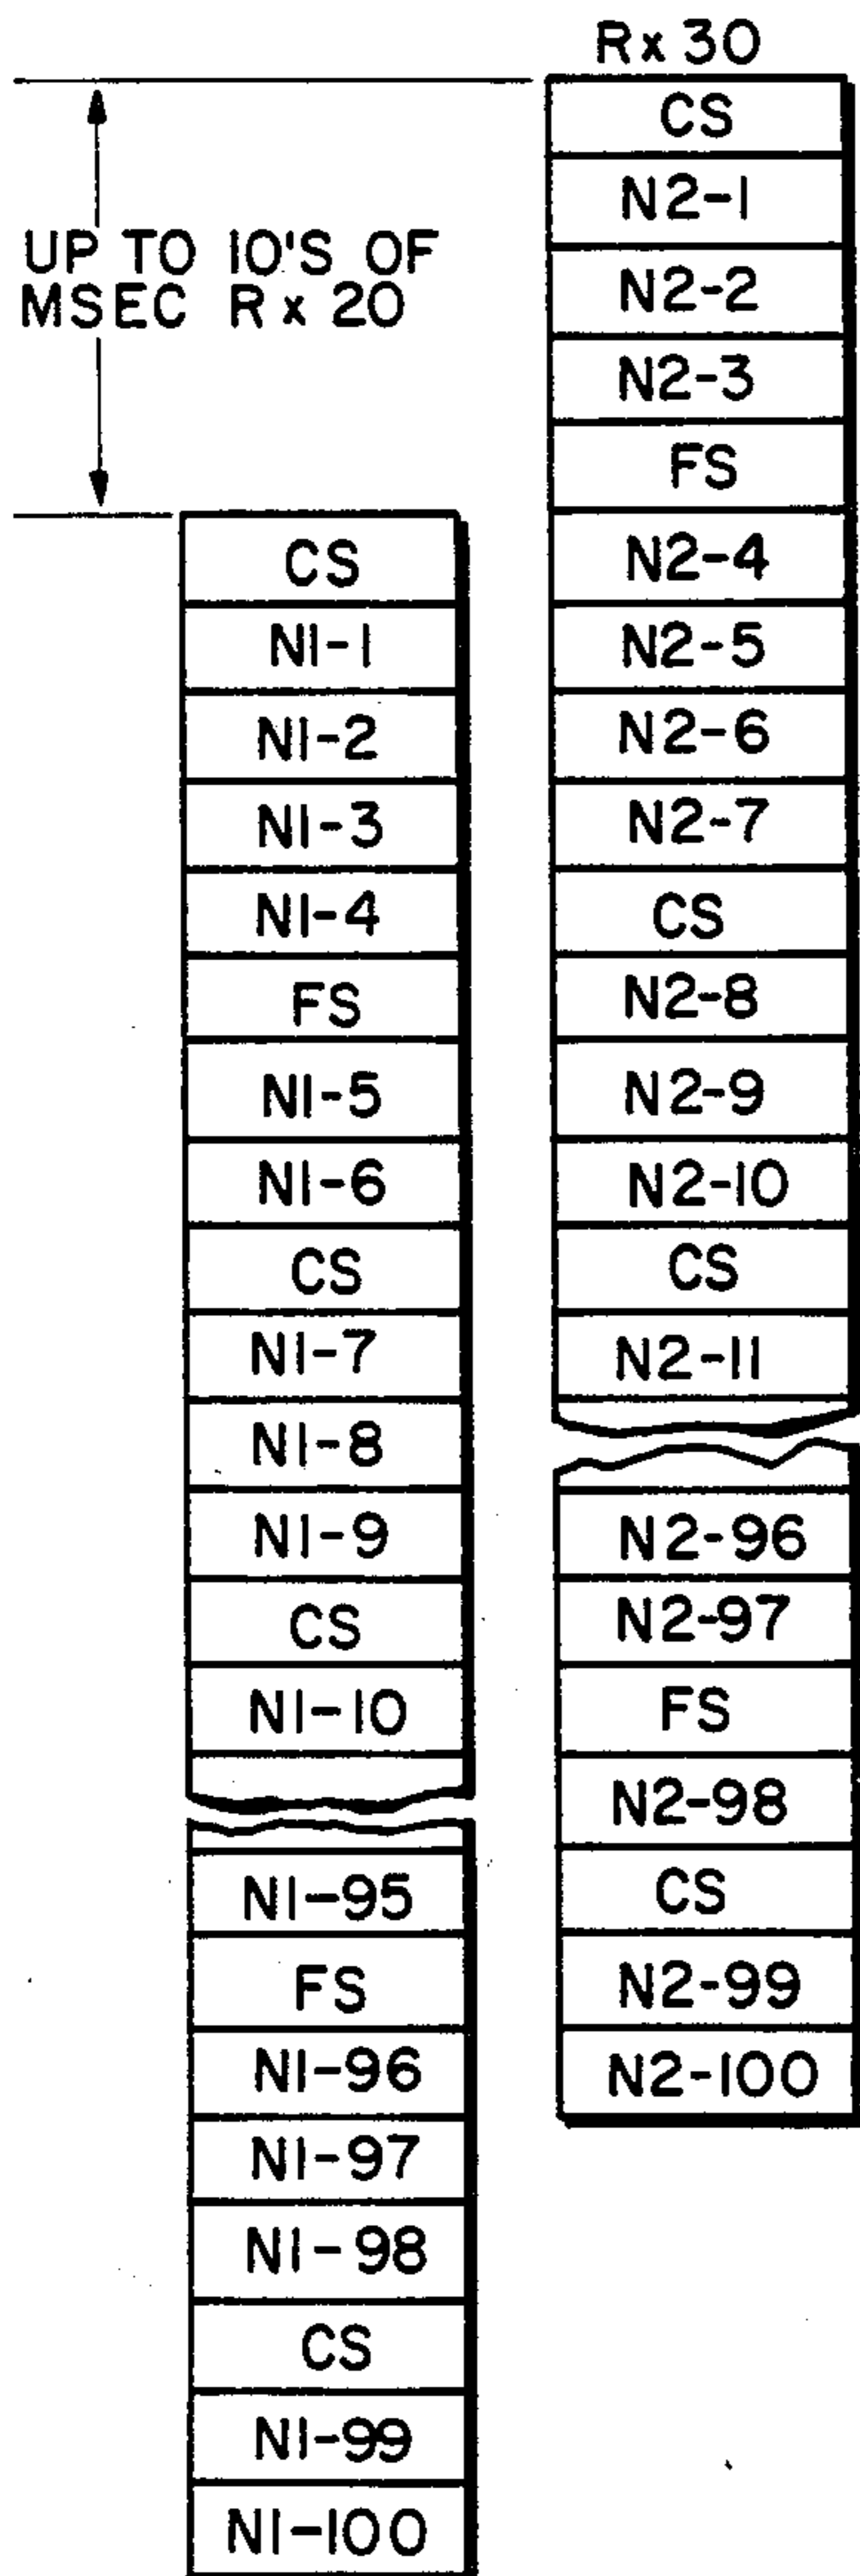 UP TO 10'S OF
MSEC Rx 20
CS
N1-1
N1-2
N1-3
N1-4
FS
N1-5
N1-6
CS
N1-7
N1-8
N1-9
CS
N1-10
N1-95
FS
N1-96
N1-97
N1-98
CS
N1-99
N1-100
Rx 30
CS
N2-1
N2-2
N2-3
FS
N2-4
N2-5
N2-6
N2-7
CS
N2-8
N2-9
N2-10
CS
N2-11
N2-96
N2-97
FS
N2-98
CS
N2-99
N2-100